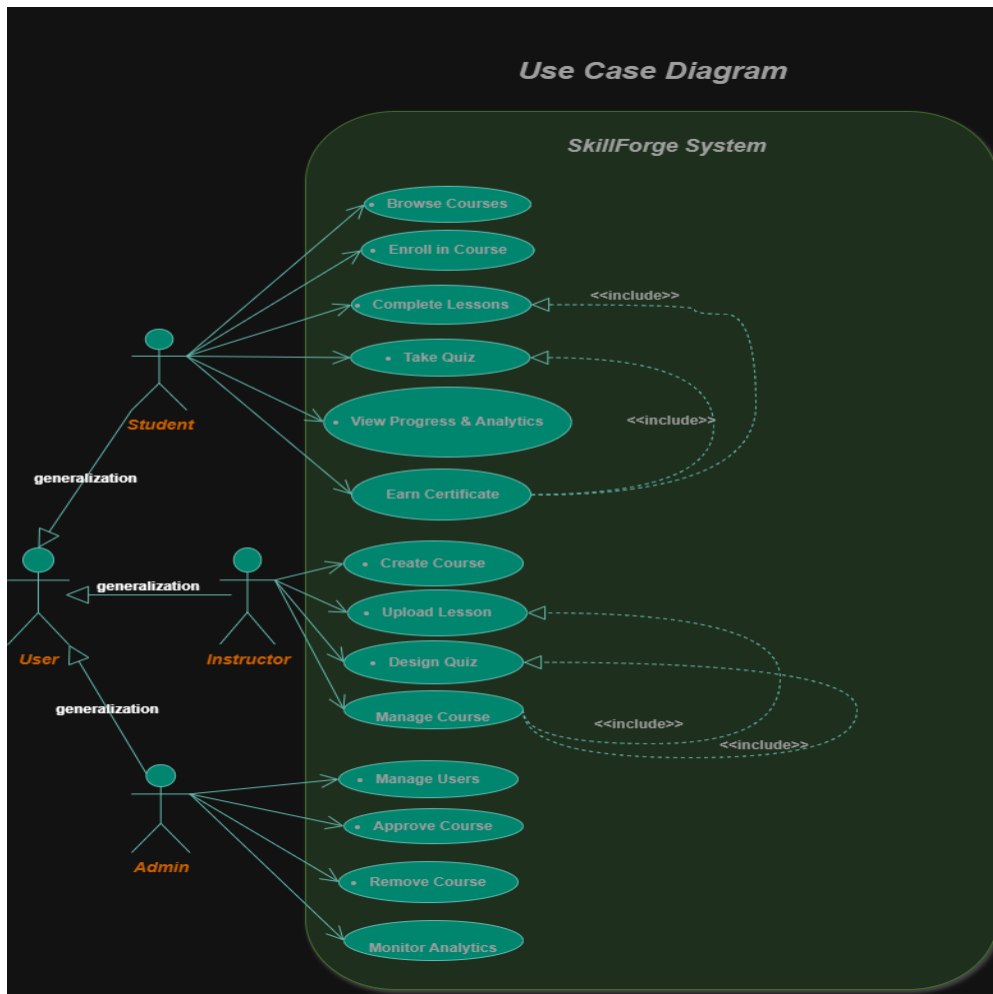 Use Case Diagram
SkillForge System
• Browse Courses
• Enroll in Course
<<include>>
• Complete Lessons
• Take Quiz
<<include>>
• View Progress & Analytics
Student
generalization
Earn Certificate
• Create Course
generalization
• Upload Lesson
User
Instructor
• Design Quiz
generalization
Manage Course
<<include>>
<<include>>
• Manage Users
• Approve Course
Admin
• Remove Course
Monitor Analytics